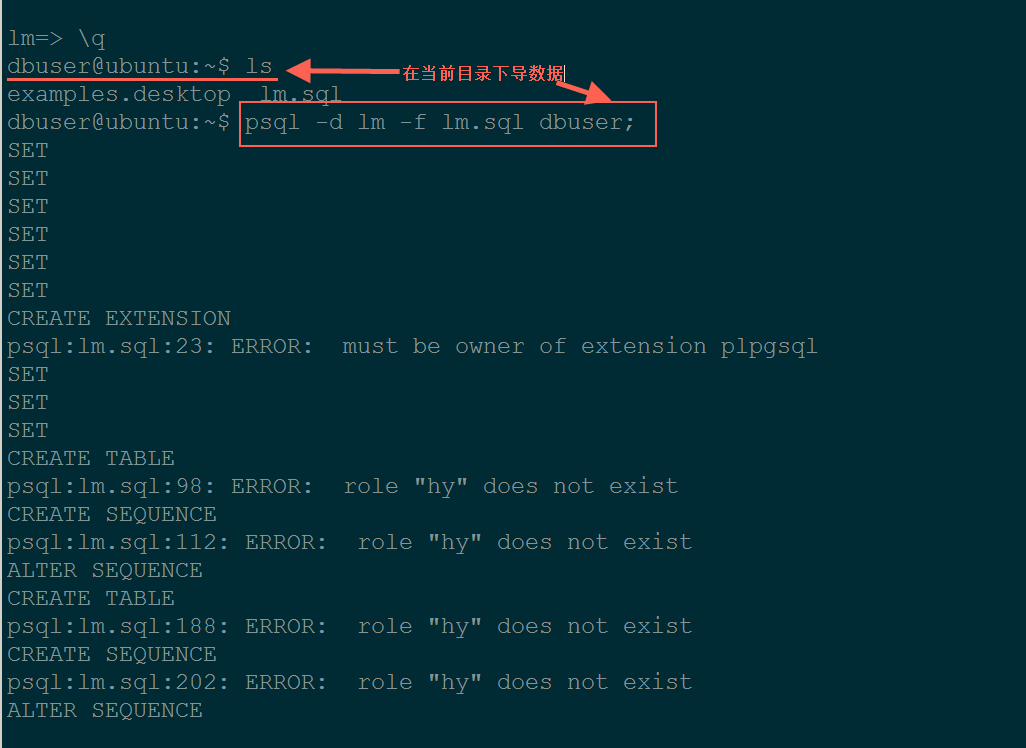 lm=> \q
dbuser@ubuntu:~$ ls
在当前目录下导数据
examples.desktop  lm.sql
dbuser@ubuntu:~$ psql -d lm -f lm.sql dbuser;
SET
SET
SET
SET
SET
SET
CREATE EXTENSION
psql:lm.sql:23: ERROR:  must be owner of extension plpgsql
SET
SET
SET
CREATE TABLE
psql:lm.sql:98: ERROR:  role "hy" does not exist
CREATE SEQUENCE
psql:lm.sql:112: ERROR:  role "hy" does not exist
ALTER SEQUENCE
CREATE TABLE
psql:lm.sql:188: ERROR:  role "hy" does not exist
CREATE SEQUENCE
psql:lm.sql:202: ERROR:  role "hy" does not exist
ALTER SEQUENCE